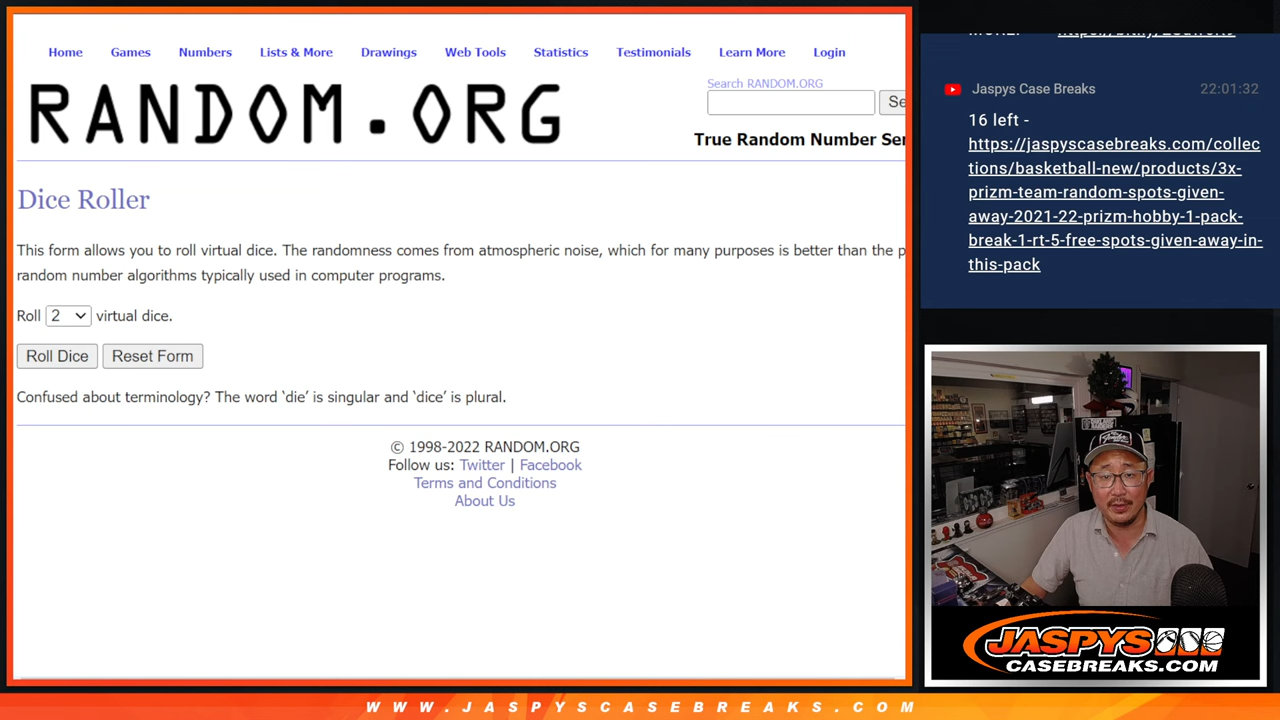 Home Games Numbers Lists & More Drawings Web Tools Statistics Testimonials Learn More Login
RANDOM.ORG
Search RANDOM.ORG
Se
True Random Number Ser
Dice Roller
This form allows you to roll virtual dice. The randomness comes from atmospheric noise, which for many purposes is better than the p
random number algorithms typically used in computer programs.
Roll 2 virtual dice.
Roll Dice Reset Form
Confused about terminology? The word ‘die’ is singular and ‘dice’ is plural.
© 1998-2022 RANDOM.ORG
Follow us: Twitter | Facebook
Terms and Conditions
About Us
Jaspys Case Breaks 22:01:32
16 left -
https://jaspyscasebreaks.com/collec
tions/basketball-new/products/3x-
prizm-team-random-spots-given-
away-2021-22-prizm-hobby-1-pack-
break-1-rt-5-free-spots-given-away-in-
this-pack
JASPYS
CASEBREAKS.COM
WWW.JASPYSCASEBREAKS.COM